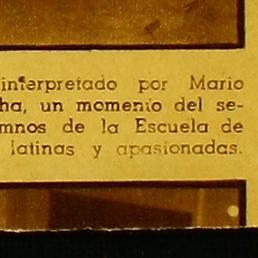 interpretado por Mario
ha, un momento del se-
mnos de la Escuela de
latinas y apasionadas.